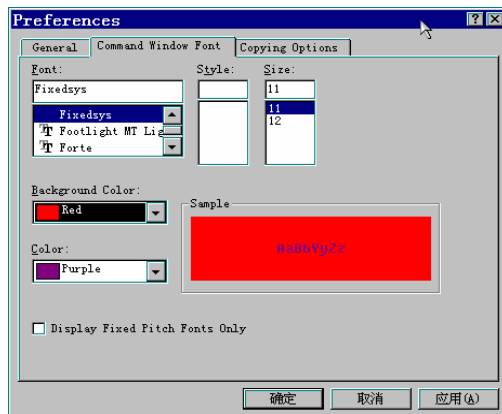 Preferences
General Command Window Font Copying Options
Font: Style: Size:
Fixedsys 11
Fixedsys 11
Footlight MT Lig 12
Forte
Background Color:
Red
Sample
AaBbYyZz
Color:
Purple
Display Fixed Pitch Fonts Only
确定 取消 应用(A)